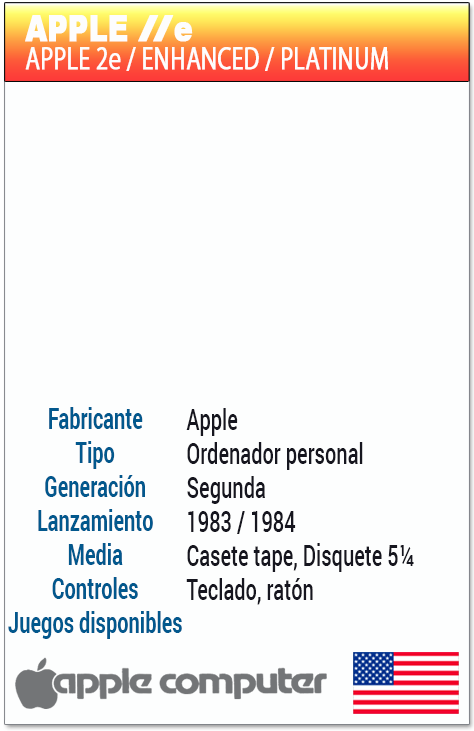 APPLE //e
APPLE 2e / ENHANCED / PLATINUM
Fabricante Apple
Tipo Ordenador personal
Generación Segunda
Lanzamiento 1983 / 1984
Media Casete tape, Disquete 5¼
Controles Teclado, ratón
Juegos disponibles
apple computer